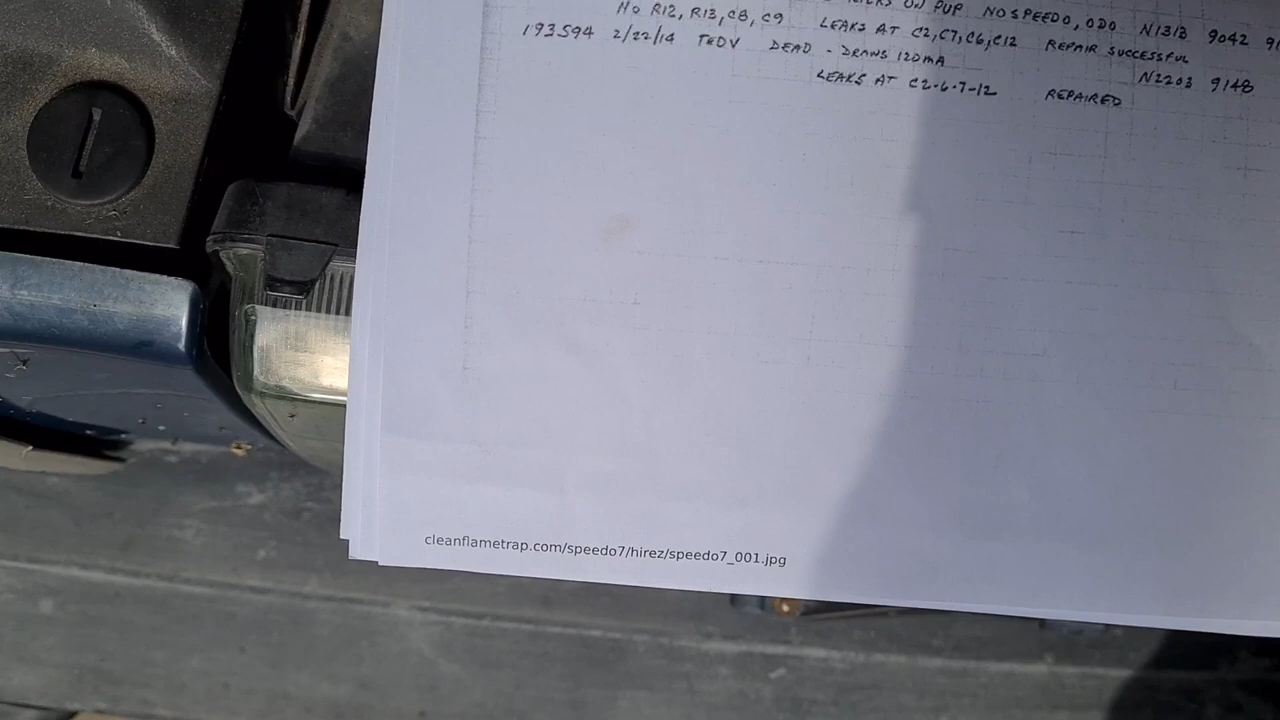 ON PUP NO SPEEDO, ODO N1313 9042
NO R12, R13, C8, C9 LEAKS AT C2, C7, C6, C12 REPAIR SUCCESSFUL
193594 2/22/14 TEDV DEAD - DRAWS 120MA N2203 9148
LEAKS AT C2-6-7-12 REPAIRED
cleanflametrap.com/speedo7/hirez/speedo7_001.jpg